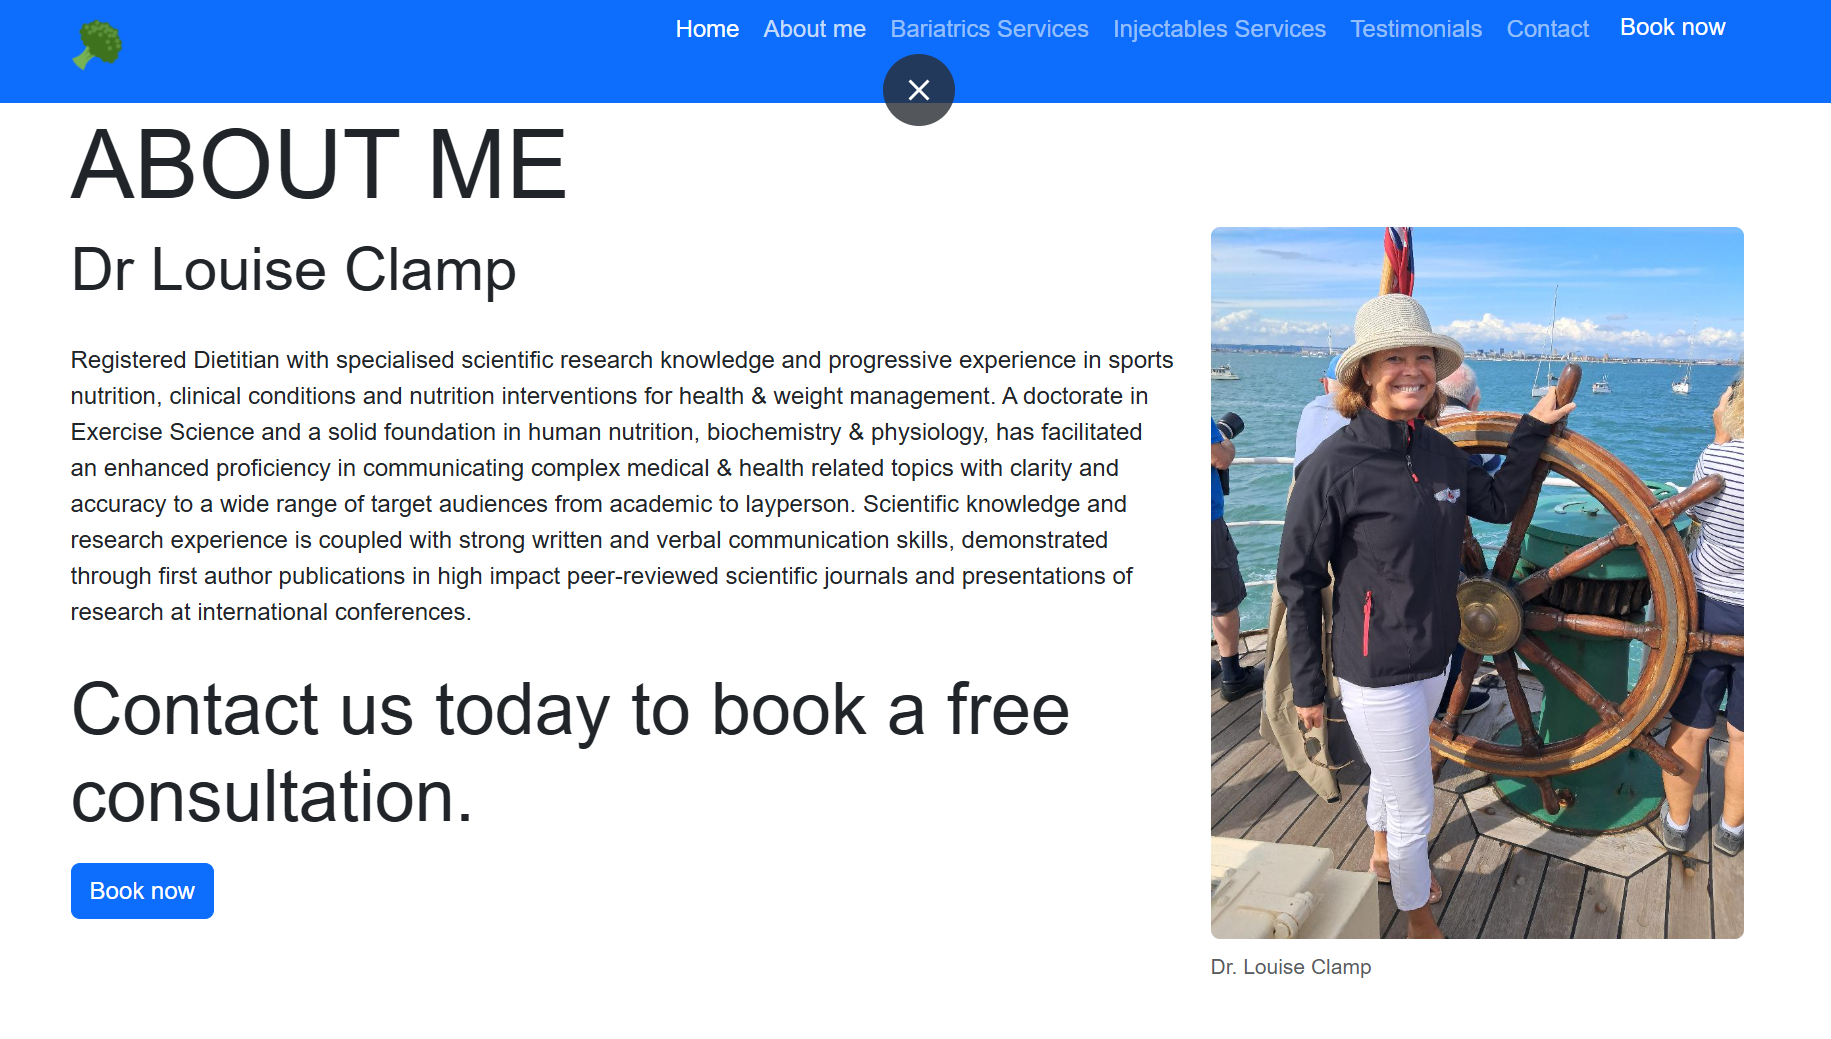 Home About me Bariatrics Services Injectables Services Testimonials Contact Book now
ABOUT ME
Dr Louise Clamp
Registered Dietitian with specialised scientific research knowledge and progressive experience in sports
nutrition, clinical conditions and nutrition interventions for health & weight management. A doctorate in
Exercise Science and a solid foundation in human nutrition, biochemistry & physiology, has facilitated
an enhanced proficiency in communicating complex medical & health related topics with clarity and
accuracy to a wide range of target audiences from academic to layperson. Scientific knowledge and
research experience is coupled with strong written and verbal communication skills, demonstrated
through first author publications in high impact peer-reviewed scientific journals and presentations of
research at international conferences.
Contact us today to book a free
consultation.
Book now
Dr. Louise Clamp